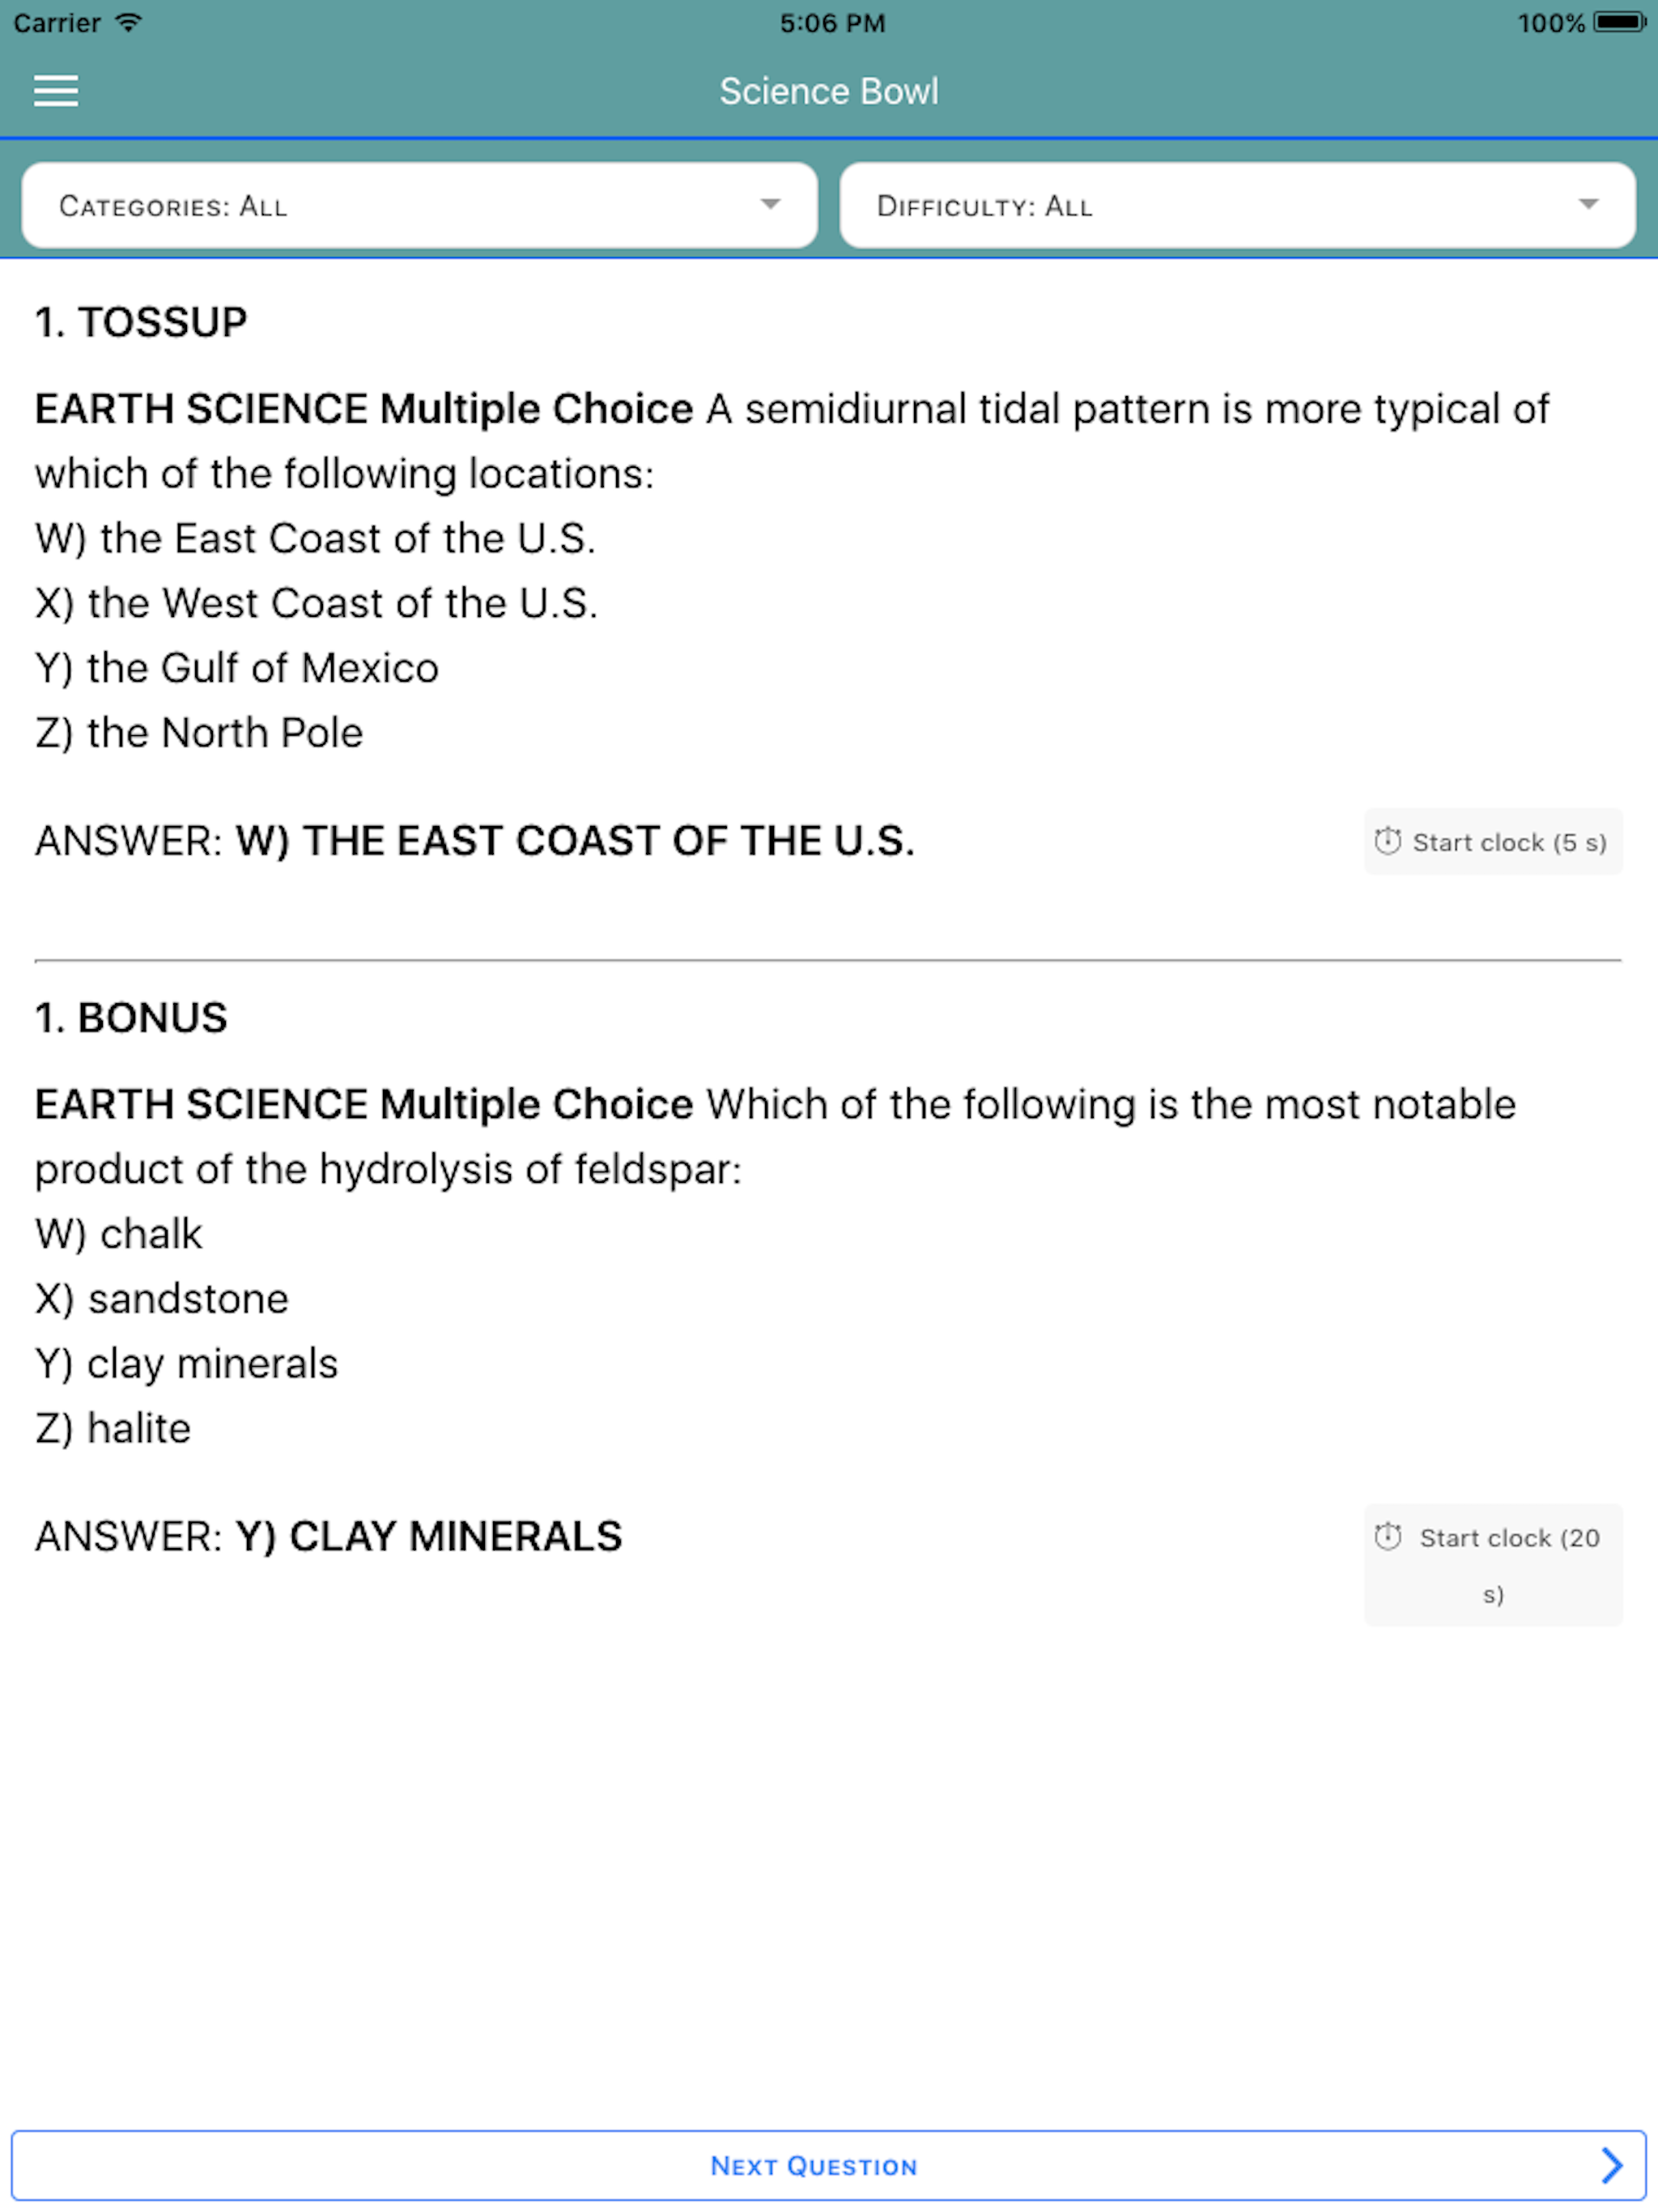 Carrier 5:06 PM 100%
Science Bowl
CATEGORIES: ALL DIFFICULTY: ALL
1. TOSSUP
EARTH SCIENCE Multiple Choice A semidiurnal tidal pattern is more typical of
which of the following locations:
W) the East Coast of the U.S.
X) the West Coast of the U.S.
Y) the Gulf of Mexico
Z) the North Pole
ANSWER: W) THE EAST COAST OF THE U.S. Start clock (5 s)
1. BONUS
EARTH SCIENCE Multiple Choice Which of the following is the most notable
product of the hydrolysis of feldspar:
W) chalk
X) sandstone
Y) clay minerals
Z) halite
ANSWER: Y) CLAY MINERALS Start clock (20
s)
NEXT QUESTION